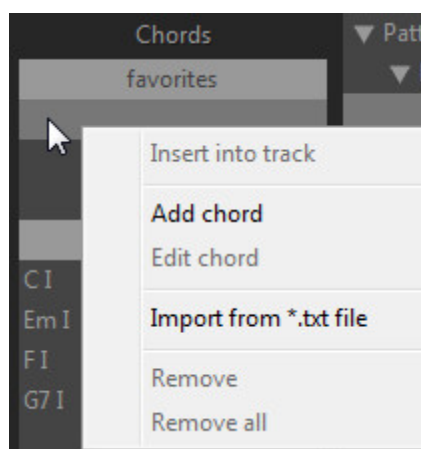 Chords
▼ Patt
favorites
▼
Insert into track
Add chord
Edit chord
C I
Em I
Import from *.txt file
F I
Remove
G7 I
Remove all